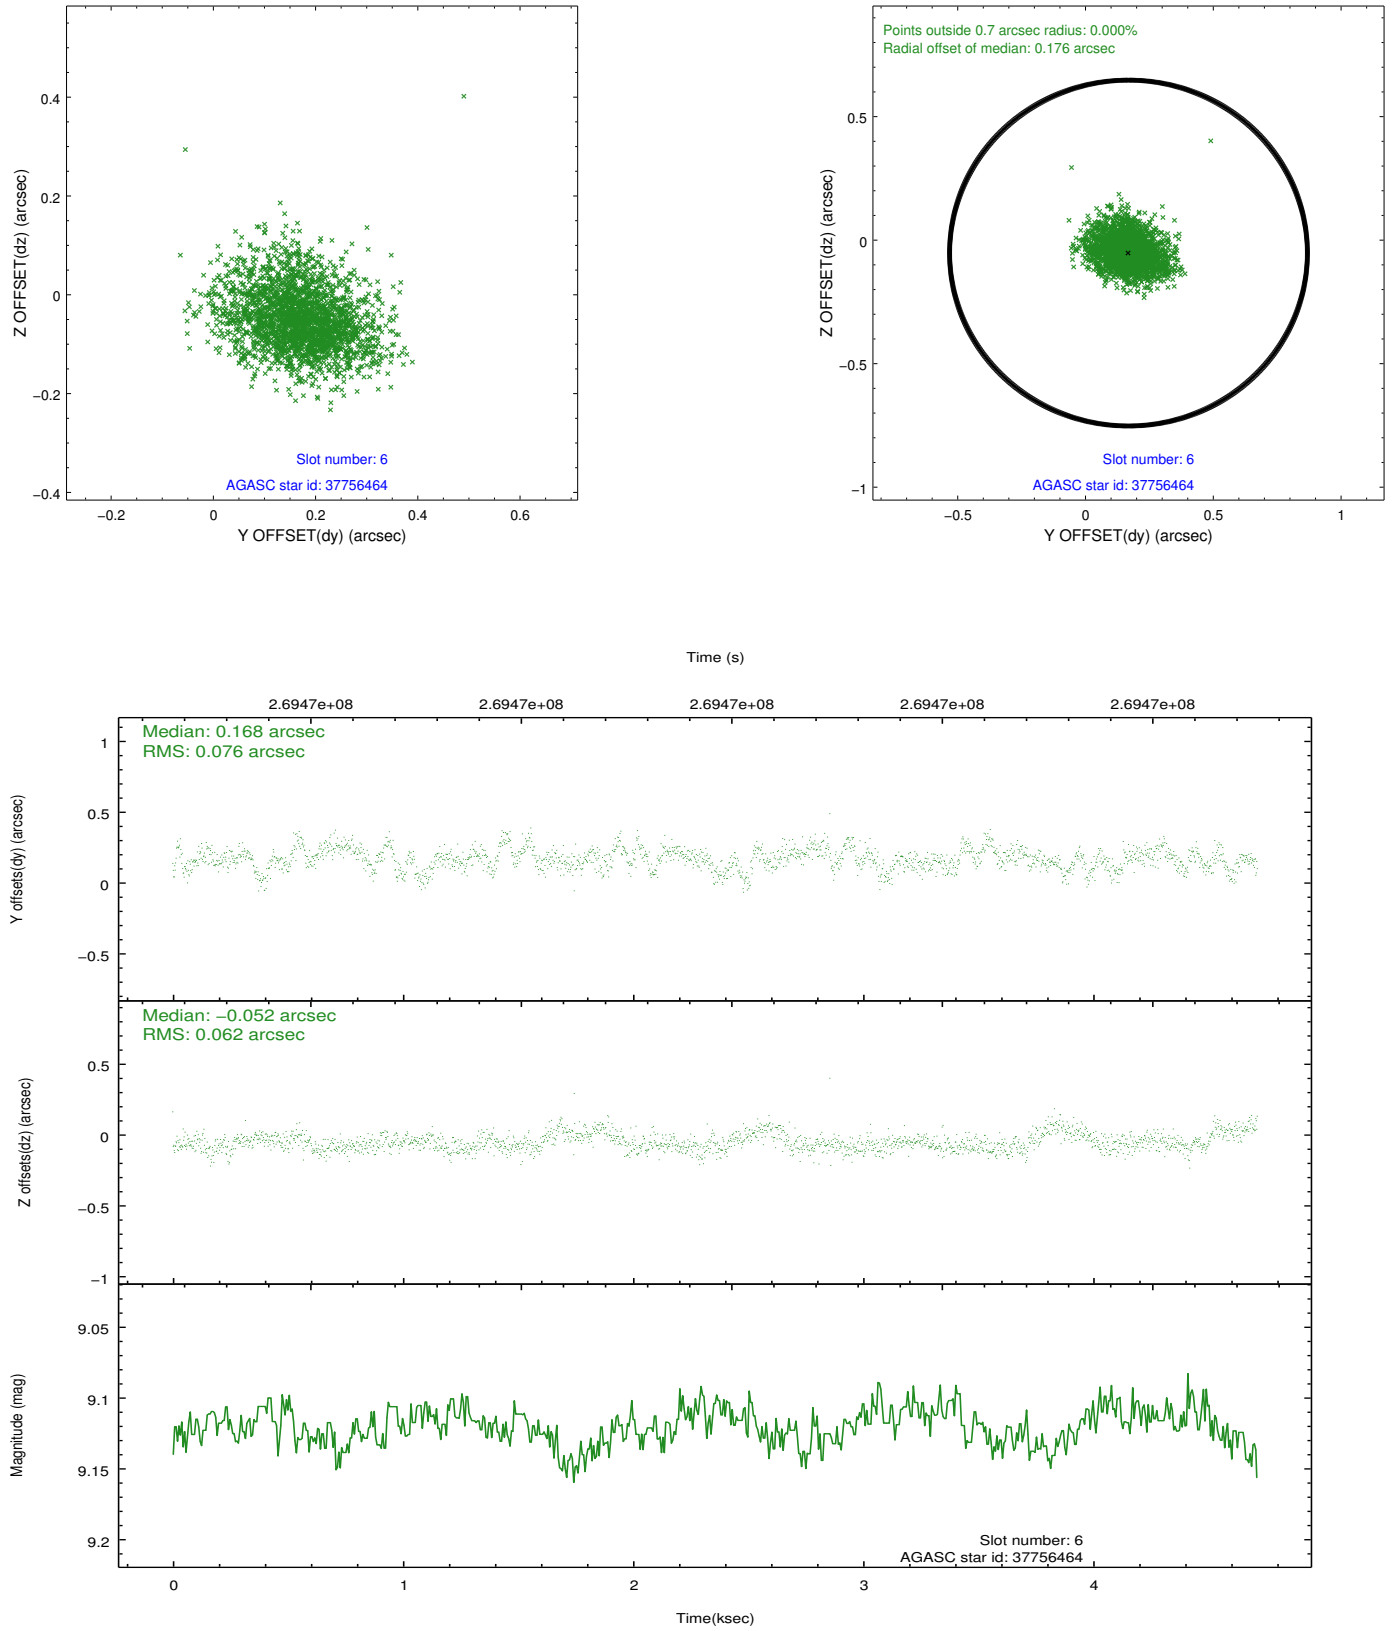 0.4
0.2
0
−0.2
−0.4
Z OFFSET(dz) (arcsec)
−0.2 0 0.2 0.4 0.6
Y OFFSET(dy) (arcsec)
Slot number: 6
AGASC star id: 37756464
Points outside 0.7 arcsec radius: 0.000%
Radial offset of median: 0.176 arcsec
0.5
0
−0.5
−1
Z OFFSET(dz) (arcsec)
−0.5 0 0.5 1
Y OFFSET(dy) (arcsec)
Slot number: 6
AGASC star id: 37756464
Time (s)
2.6947e+08 2.6947e+08 2.6947e+08 2.6947e+08 2.6947e+08
Median: 0.168 arcsec
RMS: 0.076 arcsec
1
0.5
0
−0.5
Y offsets(dy) (arcsec)
Median: −0.052 arcsec
RMS: 0.062 arcsec
0.5
0
−0.5
−1
Z offsets(dz) (arcsec)
9.05
9.1
9.15
9.2
Magnitude (mag)
Slot number: 6
AGASC star id: 37756464
0 1 2 3 4
Time(ksec)